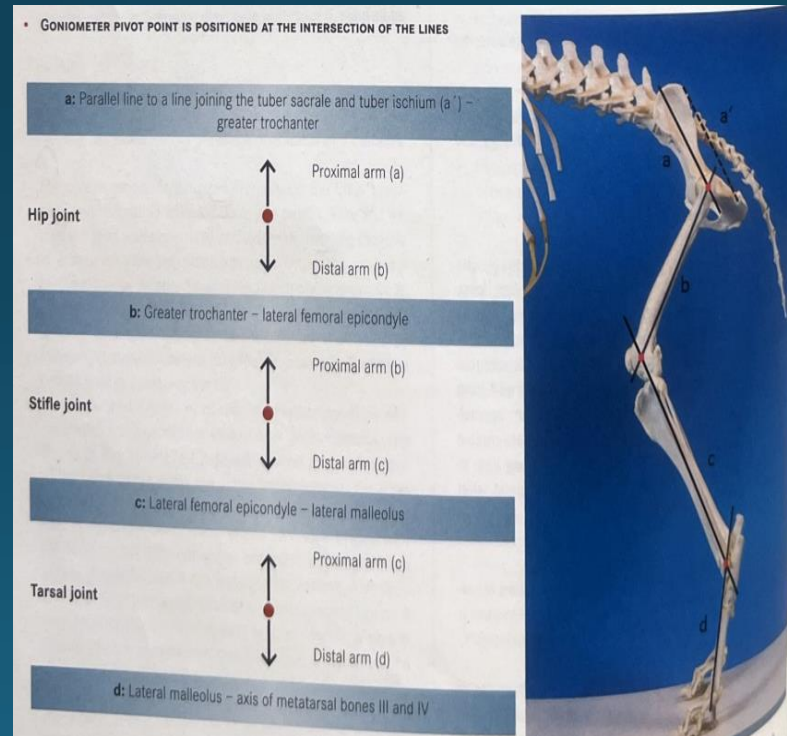 • GONIOMETER PIVOT POINT IS POSITIONED AT THE INTERSECTION OF THE LINES
a: Parallel line to a line joining the tuber sacrale and tuber ischium (a´) –
greater trochanter
Proximal arm (a)
Hip joint
Distal arm (b)
b: Greater trochanter – lateral femoral epicondyle
Proximal arm (b)
Stifle joint
Distal arm (c)
c: Lateral femoral epicondyle – lateral malleolus
Proximal arm (c)
Tarsal joint
Distal arm (d)
d: Lateral malleolus – axis of metatarsal bones III and IV
a´
a
b
c
d